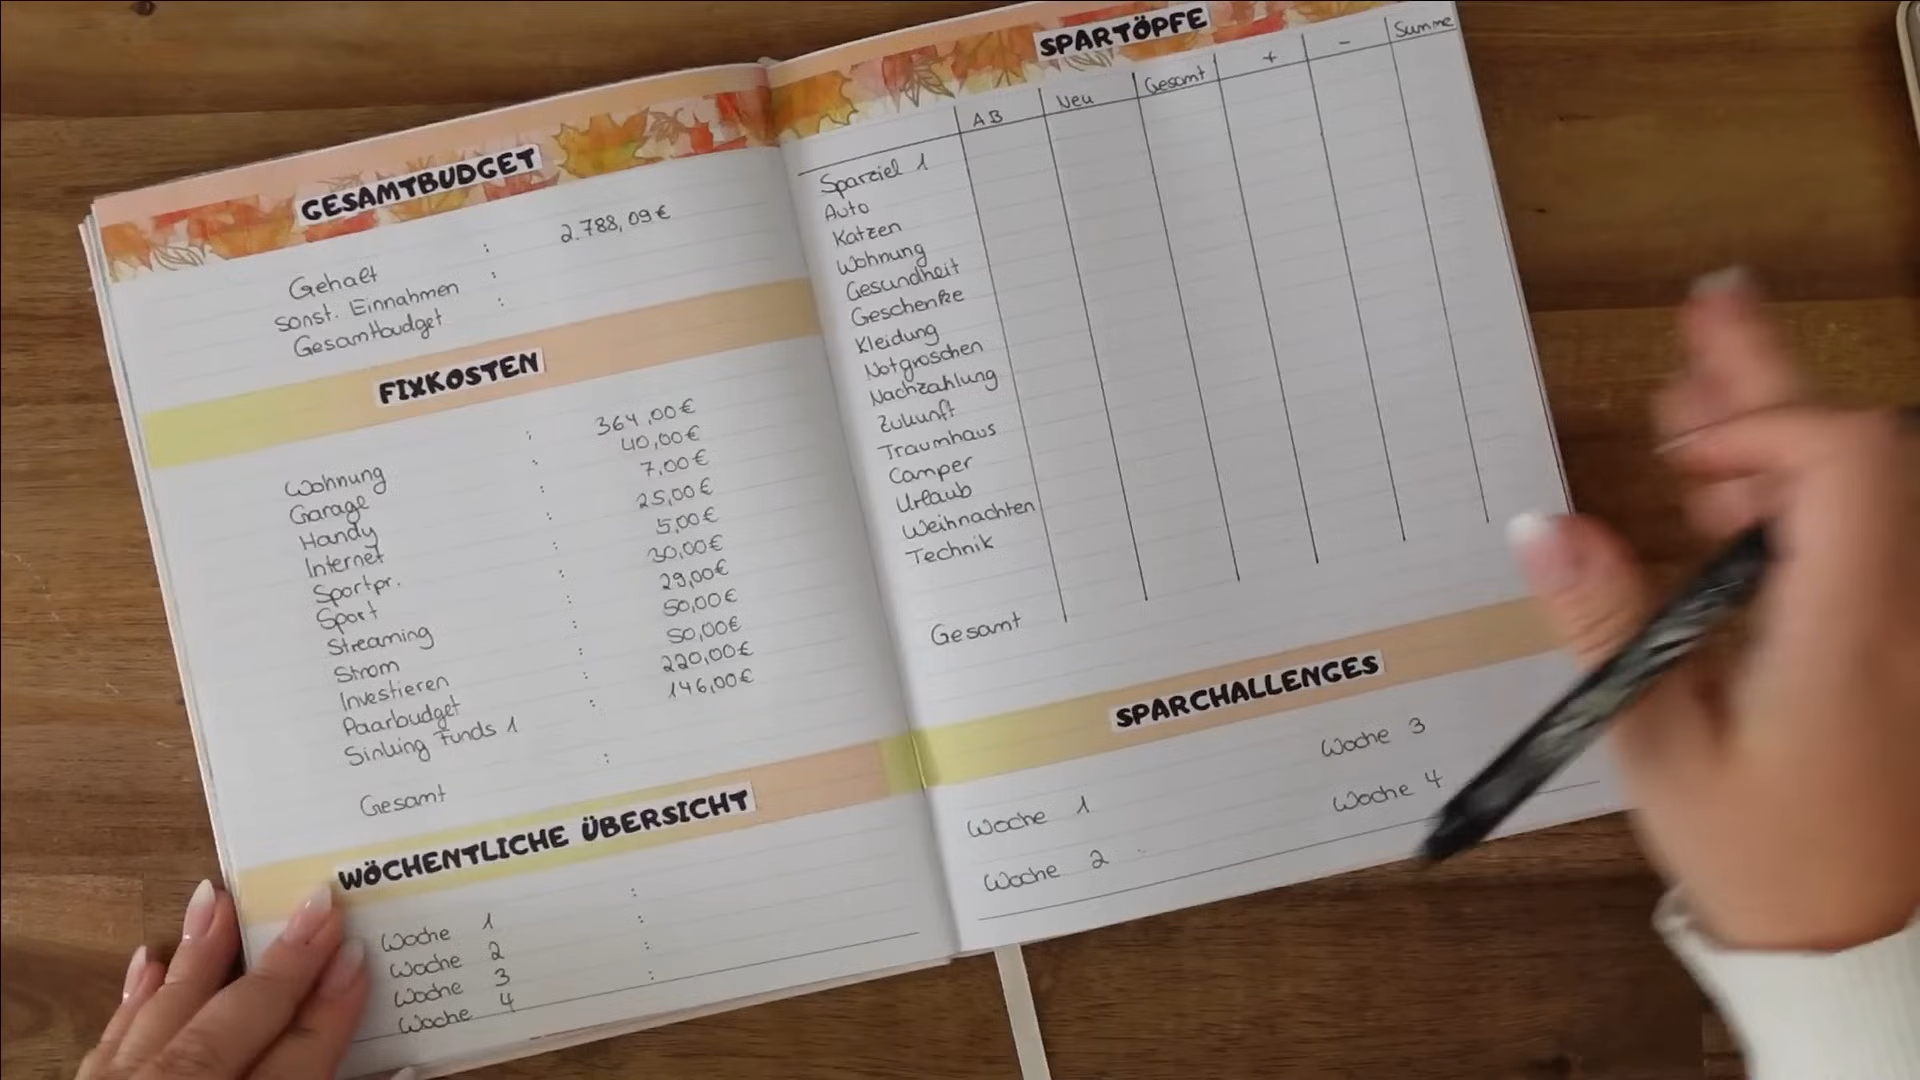 GESAMTBUDGET
Gehalt : 2.788,09€
sonst. Einnahmen :
Gesamtbudget :
FIXKOSTEN
Wohnung : 364,00€
Garage : 40,00€
Handy : 7,00€
Internet : 25,00€
Sportpr. : 5,00€
Sport : 30,00€
Streaming : 29,00€
Strom : 50,00€
Investieren : 50,00€
Paarbudget : 220,00€
Sinking Funds 1 : 146,00€
Gesamt :
WÖCHENTLICHE ÜBERSICHT
Woche 1 :
Woche 2 :
Woche 3 :
Woche 4 :
SPARTÖPFE
AB Neu Gesamt + - Summe
Sparziel 1
Auto
Katzen
Wohnung
Gesundheit
Geschenke
Kleidung
Notgroschen
Nachzahlung
Zukunft
Traumhaus
Camper
Urlaub
Weihnachten
Technik
Gesamt
SPARCHALLENGES
Woche 1 Woche 3
Woche 2 Woche 4